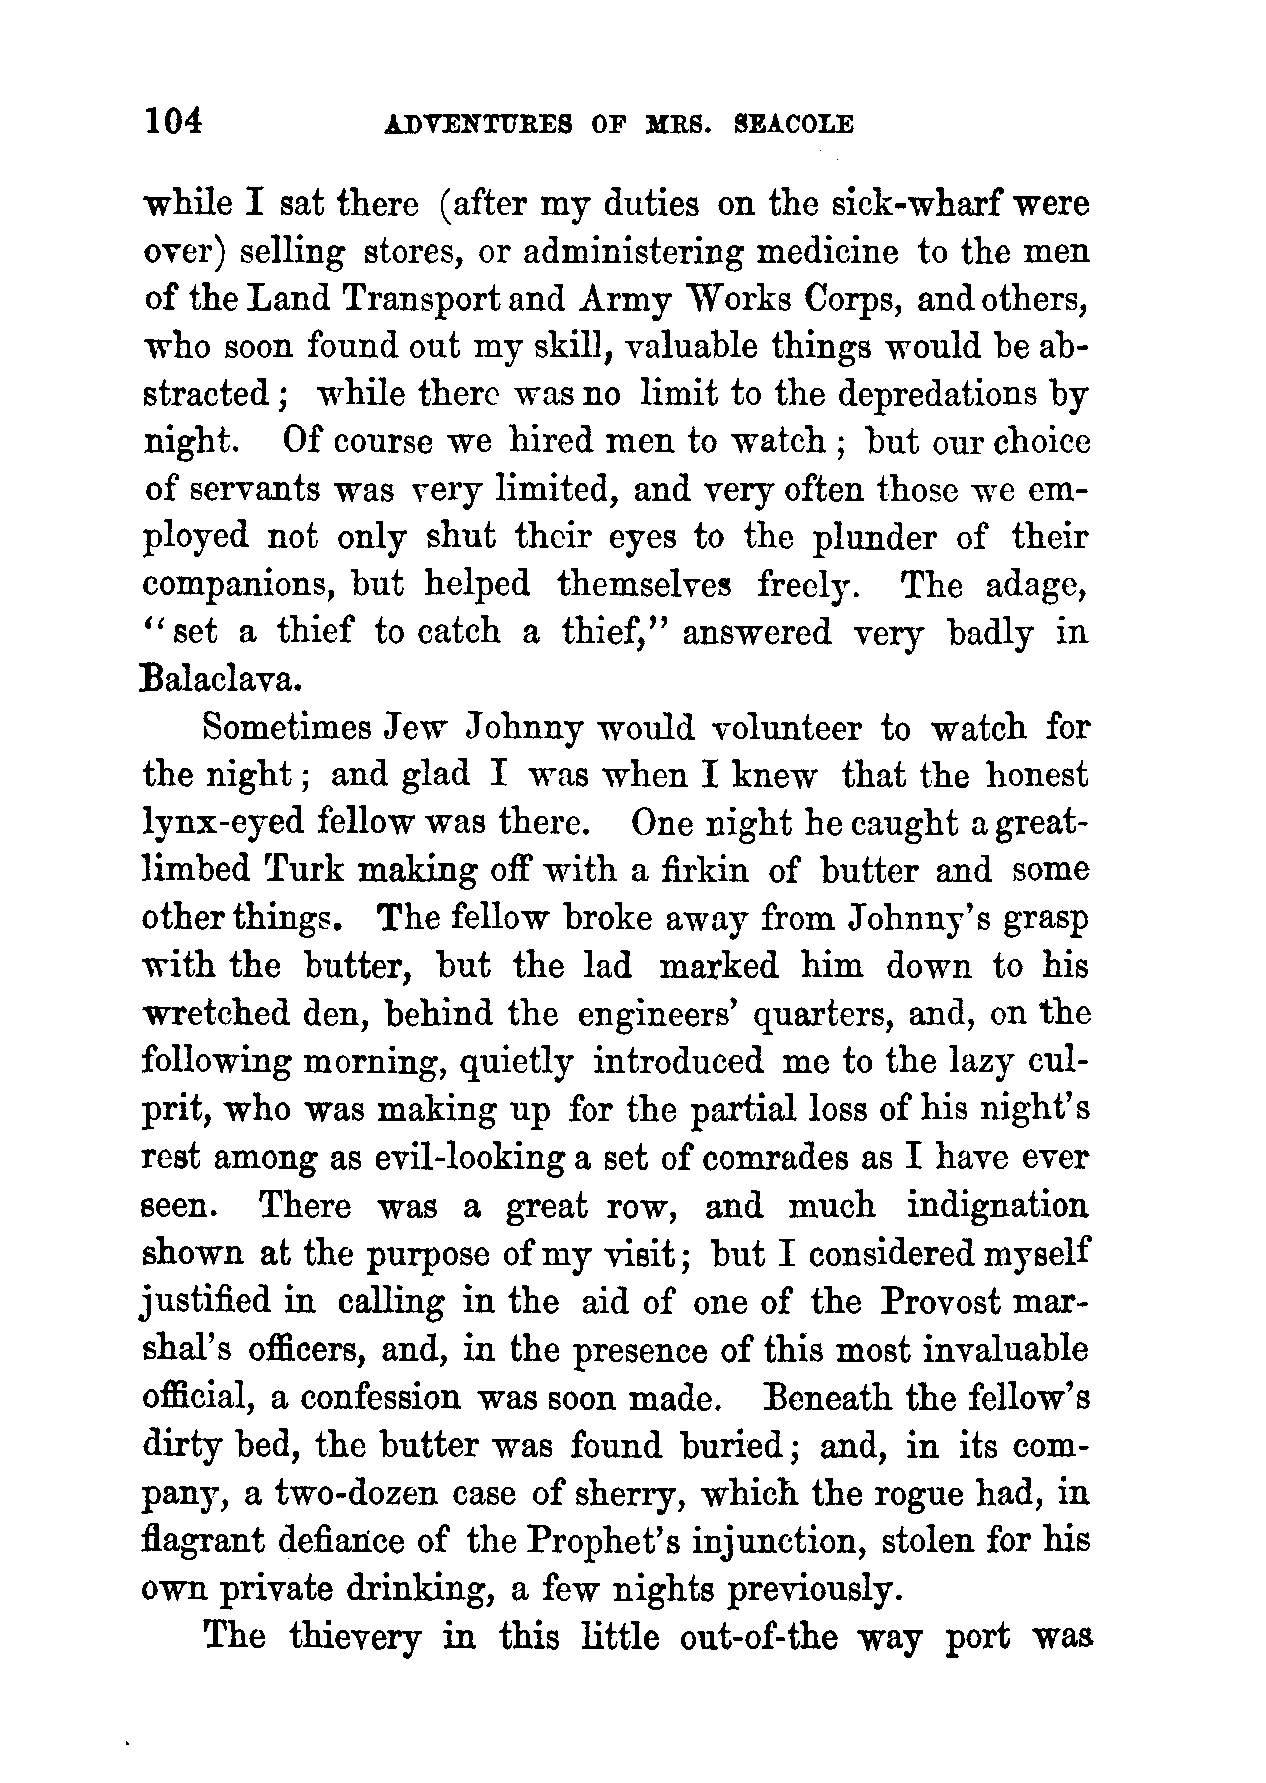 104 ADVENTURES OF MRS. SEACOLE
while I sat there (after my duties on the sick-wharf were
over) selling stores, or administering medicine to the men
of the Land Transport and Army Works Corps, and others,
who soon found out my skill, valuable things would be ab-
stracted; while there was no limit to the depredations by
night. Of course we hired men to watch; but our choice
of servants was very limited, and very often those we em-
ployed not only shut their eyes to the plunder of their
companions, but helped themselves freely. The adage,
"set a thief to catch a thief," answered very badly in
Balaclava.
Sometimes Jew Johnny would volunteer to watch for
the night; and glad I was when I knew that the honest
lynx-eyed fellow was there. One night he caught a great-
limbed Turk making off with a firkin of butter and some
other things. The fellow broke away from Johnny's grasp
with the butter, but the lad marked him down to his
wretched den, behind the engineers' quarters, and, on the
following morning, quietly introduced me to the lazy cul-
prit, who was making up for the partial loss of his night's
rest among as evil-looking a set of comrades as I have ever
seen. There was a great row, and much indignation
shown at the purpose of my visit; but I considered myself
justified in calling in the aid of one of the Provost mar-
shal's officers, and, in the presence of this most invaluable
official, a confession was soon made. Beneath the fellow's
dirty bed, the butter was found buried; and, in its com-
pany, a two-dozen case of sherry, which the rogue had, in
flagrant defiance of the Prophet's injunction, stolen for his
own private drinking, a few nights previously.
The thievery in this little out-of-the way port was